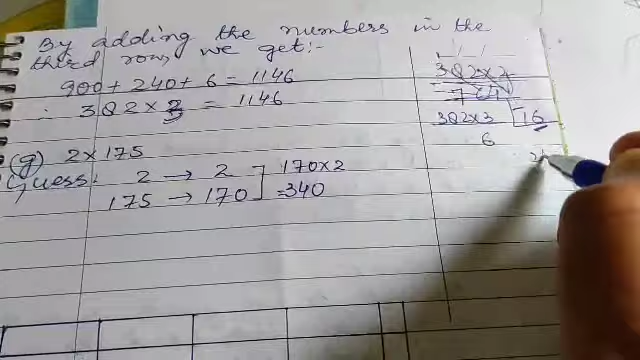 By adding the numbers in the
third row, we get:-
900 + 240 + 6 = 1146
∴ 382 × 3 = 1146
(g) 2 × 175
Guess: 2 → 2
175 → 170
170 × 2
= 340
382 × 2
764
382 × 3
16
6